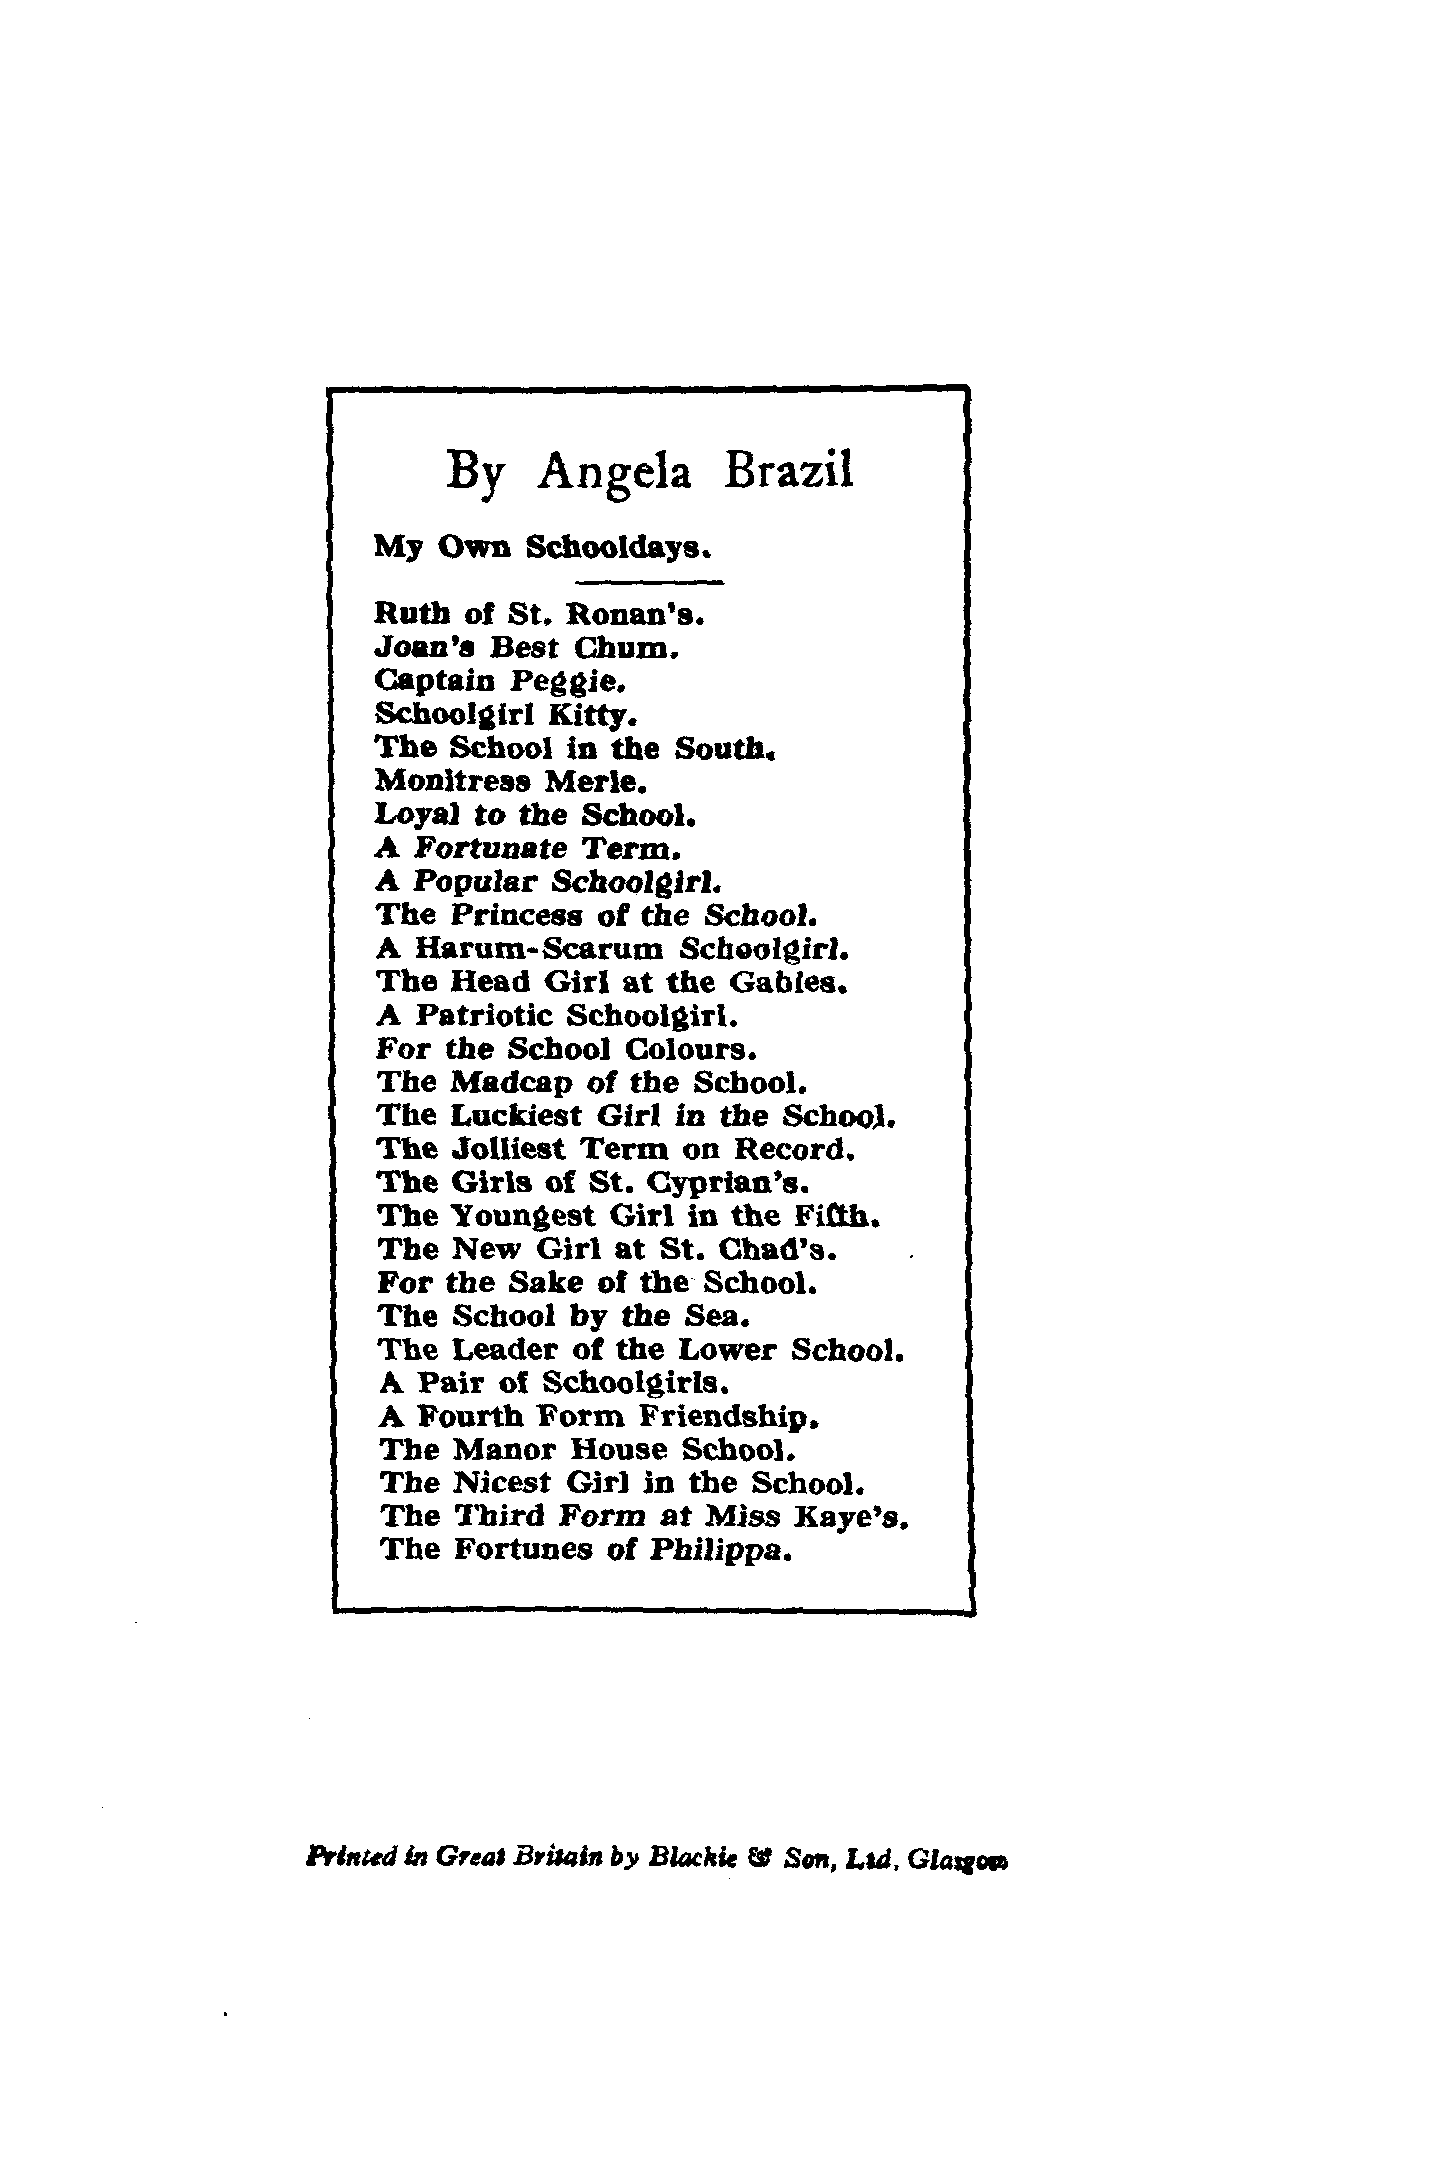 By Angela Brazil
My Own Schooldays.
Ruth of St. Ronan's.
Joan's Best Chum.
Captain Peggie.
Schoolgirl Kitty.
The School in the South.
Monitress Merle.
Loyal to the School.
A Fortunate Term.
A Popular Schoolgirl.
The Princess of the School.
A Harum-Scarum Schoolgirl.
The Head Girl at the Gables.
A Patriotic Schoolgirl.
For the School Colours.
The Madcap of the School.
The Luckiest Girl in the School.
The Jolliest Term on Record.
The Girls of St. Cyprian's.
The Youngest Girl in the Fifth.
The New Girl at St. Chad's.
For the Sake of the School.
The School by the Sea.
The Leader of the Lower School.
A Pair of Schoolgirls.
A Fourth Form Friendship.
The Manor House School.
The Nicest Girl in the School.
The Third Form at Miss Kaye's.
The Fortunes of Philippa.
Printed in Great Britain by Blackie & Son, Ltd, Glasgow